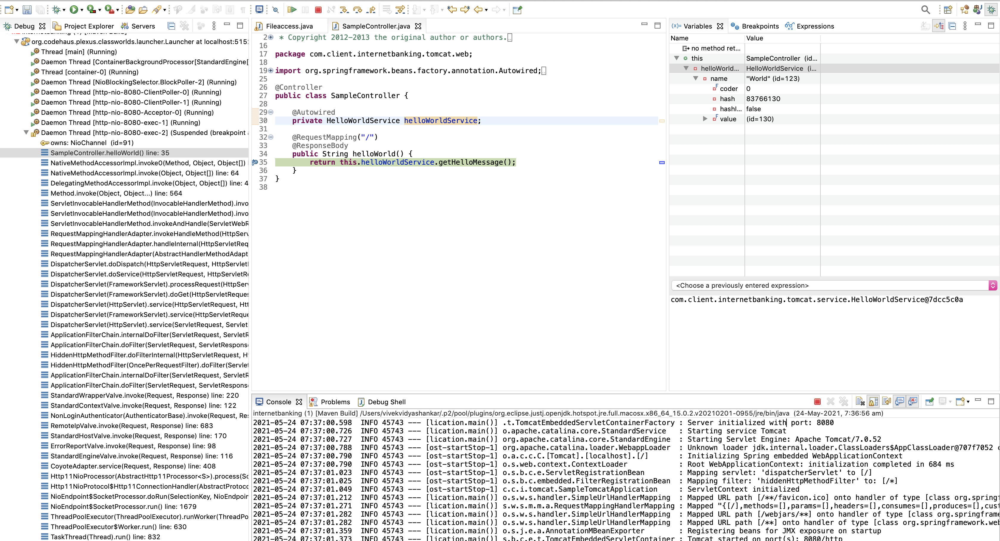 Debug
Project Explorer
Servers
internetbanking (1) [Maven Build]
org.codehaus.plexus.classworlds.launcher.Launcher at localhost:515
Thread [main] (Running)
Daemon Thread [ContainerBackgroundProcessor[StandardEngine[
Thread [container-0] (Running)
Daemon Thread [NioBlockingSelector.BlockPoller-2] (Running)
Daemon Thread [http-nio-8080-ClientPoller-0] (Running)
Daemon Thread [http-nio-8080-ClientPoller-1] (Running)
Daemon Thread [http-nio-8080-Acceptor-0] (Running)
Daemon Thread [http-nio-8080-exec-1] (Running)
Daemon Thread [http-nio-8080-exec-2] (Suspended (breakpoint
owns: NioChannel (id=91)
SampleController.helloWorld() line: 35
NativeMethodAccessorImpl.invoke0(Method, Object, Object[])
NativeMethodAccessorImpl.invoke(Object, Object[]) line: 64
DelegatingMethodAccessorImpl.invoke(Object, Object[]) line: 4
Method.invoke(Object, Object...) line: 564
ServletInvocableHandlerMethod(InvocableHandlerMethod).invo
ServletInvocableHandlerMethod(InvocableHandlerMethod).invo
ServletInvocableHandlerMethod.invokeAndHandle(ServletWebR
RequestMappingHandlerAdapter.invokeHandleMethod(HttpServ
RequestMappingHandlerAdapter.handleInternal(HttpServletReq
RequestMappingHandlerAdapter(AbstractHandlerMethodAdapt
DispatcherServlet.doDispatch(HttpServletRequest, HttpServletl
DispatcherServlet.doService(HttpServletRequest, HttpServletR
DispatcherServlet(FrameworkServlet).processRequest(HttpServ
DispatcherServlet(FrameworkServlet).doGet(HttpServletReques
DispatcherServlet(HttpServlet).service(HttpServletRequest, Htt
DispatcherServlet(FrameworkServlet).service(HttpServletReque
DispatcherServlet(HttpServlet).service(ServletRequest, Servlet
ApplicationFilterChain.internalDoFilter(ServletRequest, ServletR
ApplicationFilterChain.doFilter(ServletRequest, ServletResponse
HiddenHttpMethodFilter.doFilterInternal(HttpServletRequest, Ht
HiddenHttpMethodFilter(OncePerRequestFilter).doFilter(Servlet
ApplicationFilterChain.internalDoFilter(ServletRequest, ServletR
ApplicationFilterChain.doFilter(ServletRequest, ServletResponse
StandardWrapperValve.invoke(Request, Response) line: 220
StandardContextValve.invoke(Request, Response) line: 122
NonLoginAuthenticator(AuthenticatorBase).invoke(Request, Res
RemoteIpValve.invoke(Request, Response) line: 683
StandardHostValve.invoke(Request, Response) line: 170
ErrorReportValve.invoke(Request, Response) line: 98
StandardEngineValve.invoke(Request, Response) line: 116
CoyoteAdapter.service(Request, Response) line: 408
Http11NioProcessor(AbstractHttp11Processor<S>).process(So
Http11NioProtocol$Http11ConnectionHandler(AbstractProtoco
NioEndpoint$SocketProcessor.doRun(SelectionKey, NioEndpoin
NioEndpoint$SocketProcessor.run() line: 1679
ThreadPoolExecutor(ThreadPoolExecutor).runWorker(ThreadPo
ThreadPoolExecutor$Worker.run() line: 630
TaskThread(Thread).run() line: 832
Fileaccess.java
SampleController.java
2 * Copyright 2012-2013 the original author or authors.
16
17 package com.client.internetbanking.tomcat.web;
18
19 import org.springframework.beans.factory.annotation.Autowired;
25
26 @Controller
27 public class SampleController {
28
29 @Autowired
30 private HelloWorldService helloWorldService;
31
32 @RequestMapping("/")
33 @ResponseBody
34 public String helloWorld() {
35 return this.helloWorldService.getHelloMessage();
36 }
37 }
38
(x)= Variables
Breakpoints
Expressions
Name Value
no method ret...
this SampleController (id...
helloWorld... HelloWorldService (i...
name "World" (id=123)
coder 0
hash 83766130
hashI... false
value (id=130)
<Choose a previously entered expression>
com.client.internetbanking.tomcat.service.HelloWorldService@7dcc5c0a
Console
Problems
Debug Shell
internetbanking (1) [Maven Build] /Users/vivekvidyashankar/.p2/pool/plugins/org.eclipse.justj.openjdk.hotspot.jre.full.macosx.x86_64_15.0.2.v20210201-0955/jre/bin/java (24-May-2021, 7:36:56 am)
2021-05-24 07:37:00.598 INFO 45743 --- [lication.main()] .t.TomcatEmbeddedServletContainerFactory : Server initialized with port: 8080
2021-05-24 07:37:00.726 INFO 45743 --- [lication.main()] o.apache.catalina.core.StandardService : Starting service Tomcat
2021-05-24 07:37:00.727 INFO 45743 --- [lication.main()] org.apache.catalina.core.StandardEngine : Starting Servlet Engine: Apache Tomcat/7.0.52
2021-05-24 07:37:00.788 INFO 45743 --- [ost-startStop-1] org.apache.catalina.loader.WebappLoader : Unknown loader jdk.internal.loader.ClassLoaders$AppClassLoader@707f7052
2021-05-24 07:37:00.790 INFO 45743 --- [ost-startStop-1] o.a.c.c.C.[Tomcat].[localhost].[/] : Initializing Spring embedded WebApplicationContext
2021-05-24 07:37:00.790 INFO 45743 --- [ost-startStop-1] o.s.web.context.ContextLoader : Root WebApplicationContext: initialization completed in 684 ms
2021-05-24 07:37:01.023 INFO 45743 --- [ost-startStop-1] o.s.b.c.e.ServletRegistrationBean : Mapping servlet: 'dispatcherServlet' to [/]
2021-05-24 07:37:01.025 INFO 45743 --- [ost-startStop-1] o.s.b.c.embedded.FilterRegistrationBean : Mapping filter: 'hiddenHttpMethodFilter' to: [/*]
2021-05-24 07:37:01.049 INFO 45743 --- [ost-startStop-1] c.c.i.tomcat.SampleTomcatApplication : ServletContext initialized
2021-05-24 07:37:01.212 INFO 45743 --- [lication.main()] o.s.w.s.handler.SimpleUrlHandlerMapping : Mapped URL path [/**/favicon.ico] onto handler of type [class org.springf
2021-05-24 07:37:01.271 INFO 45743 --- [lication.main()] s.w.s.m.m.a.RequestMappingHandlerMapping : Mapped "{[/],methods=[],params=[],headers=[],consumes=[],produces=[],cust
2021-05-24 07:37:01.282 INFO 45743 --- [lication.main()] o.s.w.s.handler.SimpleUrlHandlerMapping : Mapped URL path [/webjars/**] onto handler of type [class org.springframe
2021-05-24 07:37:01.282 INFO 45743 --- [lication.main()] o.s.w.s.handler.SimpleUrlHandlerMapping : Mapped URL path [/**] onto handler of type [class org.springframework.web
2021-05-24 07:37:01.359 INFO 45743 --- [lication.main()] o.s.j.e.a.AnnotationMBeanExporter : Registering beans for JMX exposure on startup
2021-05-24 07:37:01.373 INFO 45743 --- [lication.main()] s.b.c.e.t.TomcatEmbeddedServletContainer : Tomcat started on port(s): 8080/http